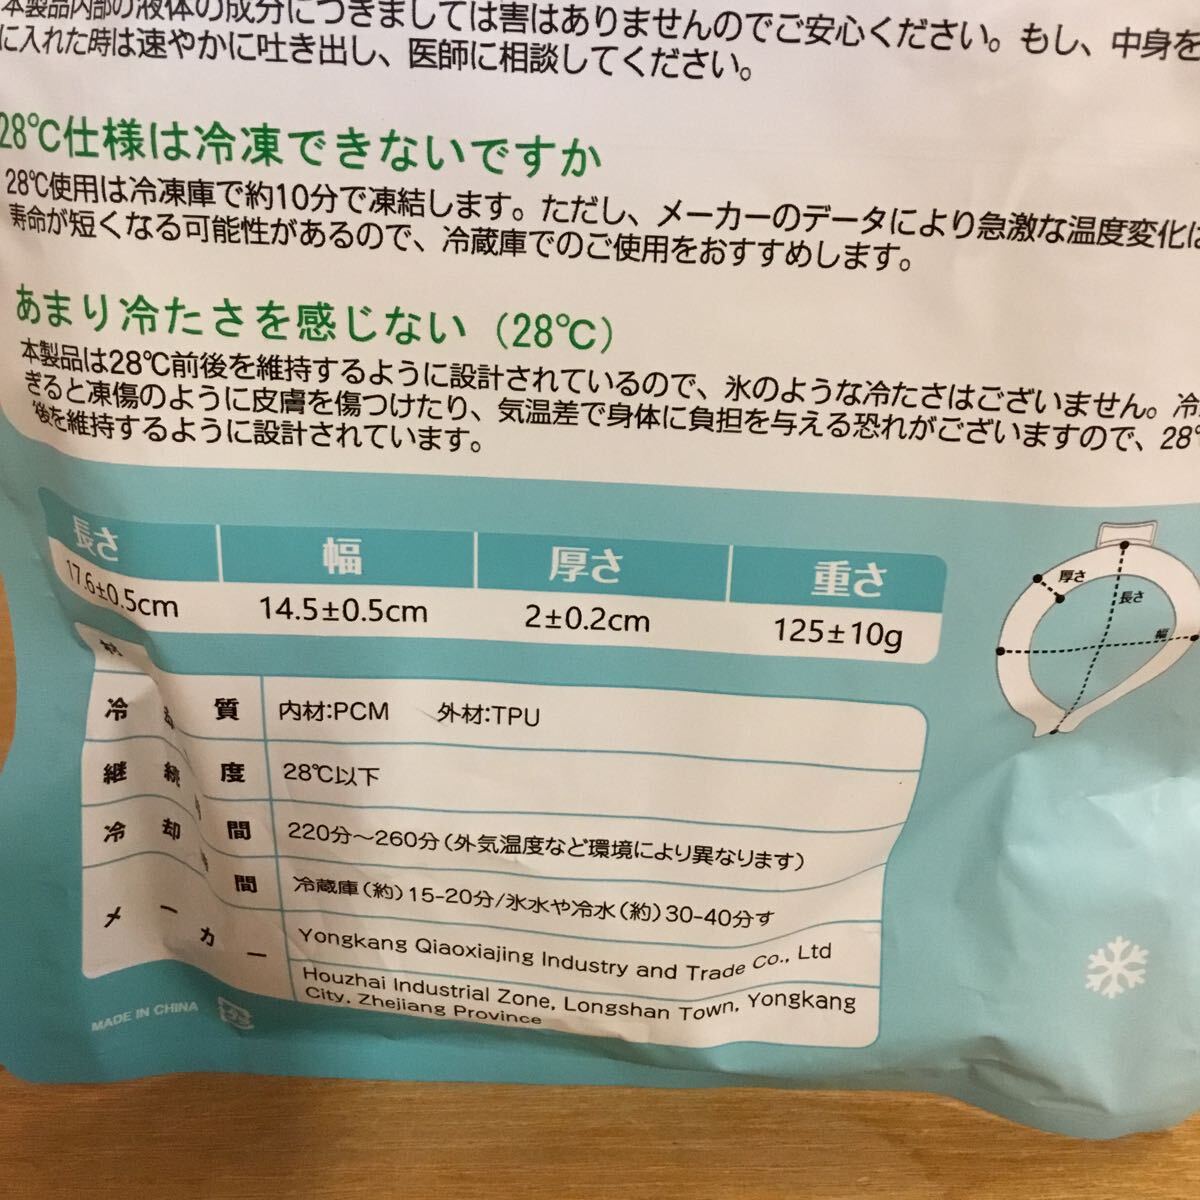 本製品内部の液体の成分につきましては害はありませんのでご安心ください。もし、中身を
に入れた時は速やかに吐き出し、医師に相談してください。
28℃仕様は冷凍できないですか
28℃使用は冷凍庫で約10分で凍結します。ただし、メーカーのデータにより急激な温度変化は
寿命が短くなる可能性があるので、冷蔵庫でのご使用をおすすめします。
あまり冷たさを感じない（28℃）
本製品は28℃前後を維持するように設計されているので、氷のような冷たさはございません。冷
ぎると凍傷のように皮膚を傷つけたり、気温差で身体に負担を与える恐れがございますので、28℃
後を維持するように設計されています。
長さ 幅 厚さ 重さ
17.6±0.5cm 14.5±0.5cm 2±0.2cm 125±10g
厚さ
長さ
幅
質 内材:PCM 外材:TPU
冷 却 度 28℃以下
継 続 間 220分～260分（外気温度など環境により異なります）
冷 却 間 冷蔵庫（約）15-20分/氷水や冷水（約）30-40分す
メーカー Yongkang Qiaoxiajing Industry and Trade Co., Ltd
Houzhai Industrial Zone, Longshan Town, Yongkang
City, Zhejiang Province
MADE IN CHINA